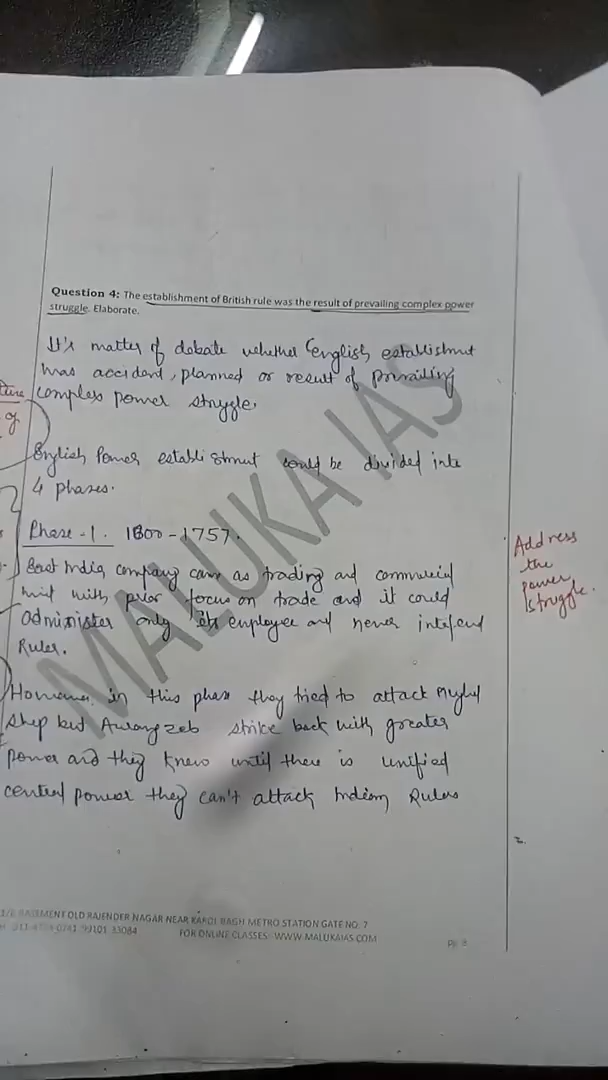 Question 4: The establishment of British rule was the result of prevailing complex power
struggle. Elaborate.
It's matter of debate whether English establishmnt
was accident, planned or result of prevailing
complex power struggle.
of
English Power establishmnt could be divided into
4 phases.
Phase-1. 1600-1757.
East India company came as trading and commercial
unit with prior focus on trade and it could
administer only its employee and never interfend
Rules.
Address
the
power
struggle.
However in this phase they tried to attack Mughal
ship but Aurangzeb strike back with greater
power and they knew until there is unified
central power they can't attack Indian Rulers
MALUKA IAS
BASEMENT OLD RAJENDER NAGAR NEAR KAROL BAGH METRO STATION GATE NO. 7
FOR ONLINE CLASSES: WWW.MALUKAIAS.COM